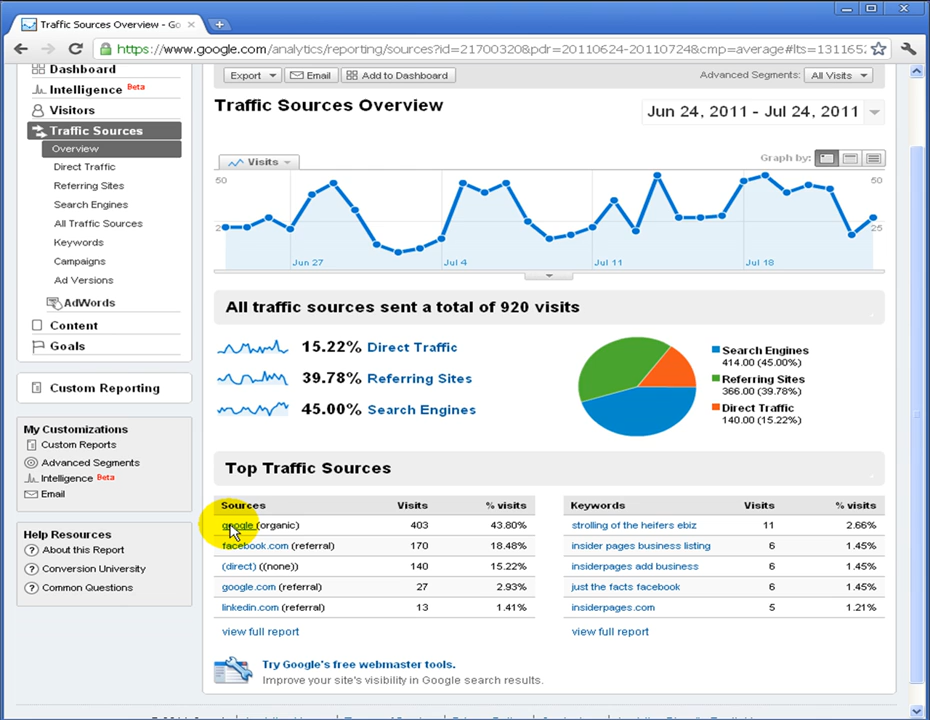 Traffic Sources Overview - Go
https://www.google.com/analytics/reporting/sources?id=21700320&pdr=20110624-20110724&cmp=average#lts=131165
Dashboard
Intelligence Beta
Visitors
Traffic Sources
Overview
Direct Traffic
Referring Sites
Search Engines
All Traffic Sources
Keywords
Campaigns
Ad Versions
AdWords
Content
Goals
Custom Reporting
My Customizations
Custom Reports
Advanced Segments
Intelligence Beta
Email
Help Resources
About this Report
Conversion University
Common Questions
Export Email Add to Dashboard Advanced Segments: All Visits
Traffic Sources Overview
Jun 24, 2011 - Jul 24, 2011
Visits Graph by:
50 50
25
Jun 27 Jul 4 Jul 11 Jul 18
All traffic sources sent a total of 920 visits
15.22% Direct Traffic
39.78% Referring Sites
45.00% Search Engines
Search Engines
414.00 (45.00%)
Referring Sites
366.00 (39.78%)
Direct Traffic
140.00 (15.22%)
Top Traffic Sources
Sources Visits % visits
google (organic) 403 43.80%
facebook.com (referral) 170 18.48%
(direct) ((none)) 140 15.22%
google.com (referral) 27 2.93%
linkedin.com (referral) 13 1.41%
view full report
Keywords Visits % visits
strolling of the heifers ebiz 11 2.66%
insider pages business listing 6 1.45%
insiderpages add business 6 1.45%
just the facts facebook 6 1.45%
insiderpages.com 5 1.21%
view full report
Try Google's free webmaster tools.
Improve your site's visibility in Google search results.